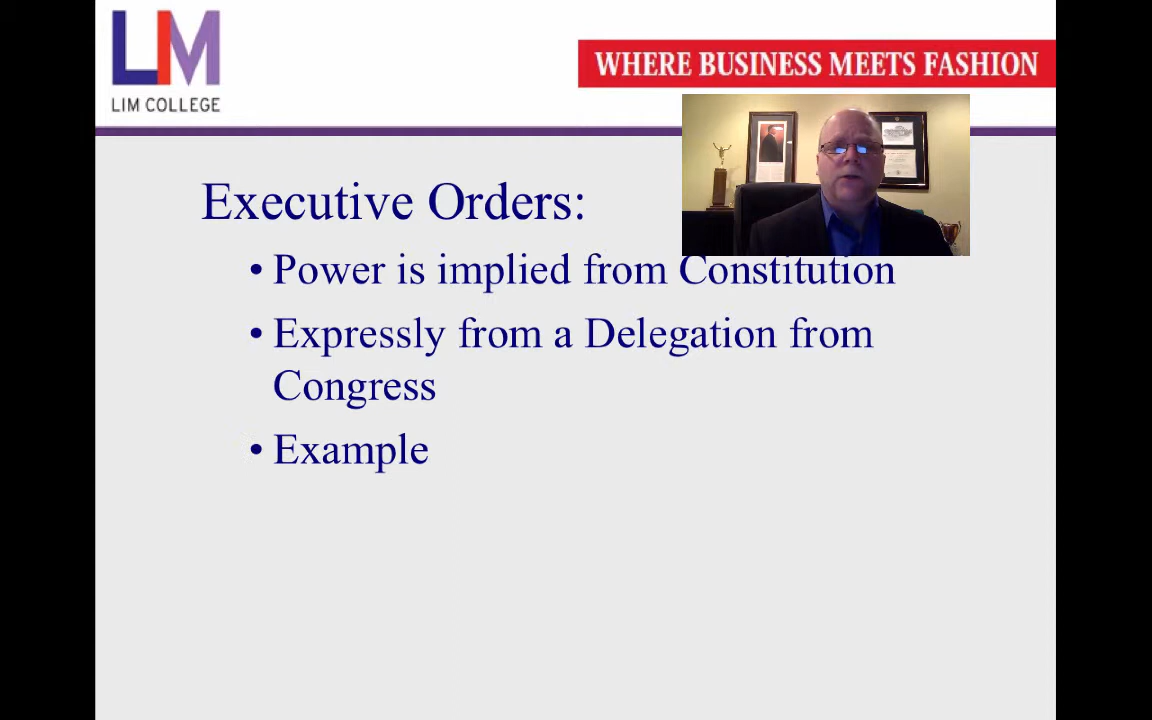 LIM
LIM COLLEGE
WHERE BUSINESS MEETS FASHION
Executive Orders:
• Power is implied from Constitution
• Expressly from a Delegation from
Congress
• Example